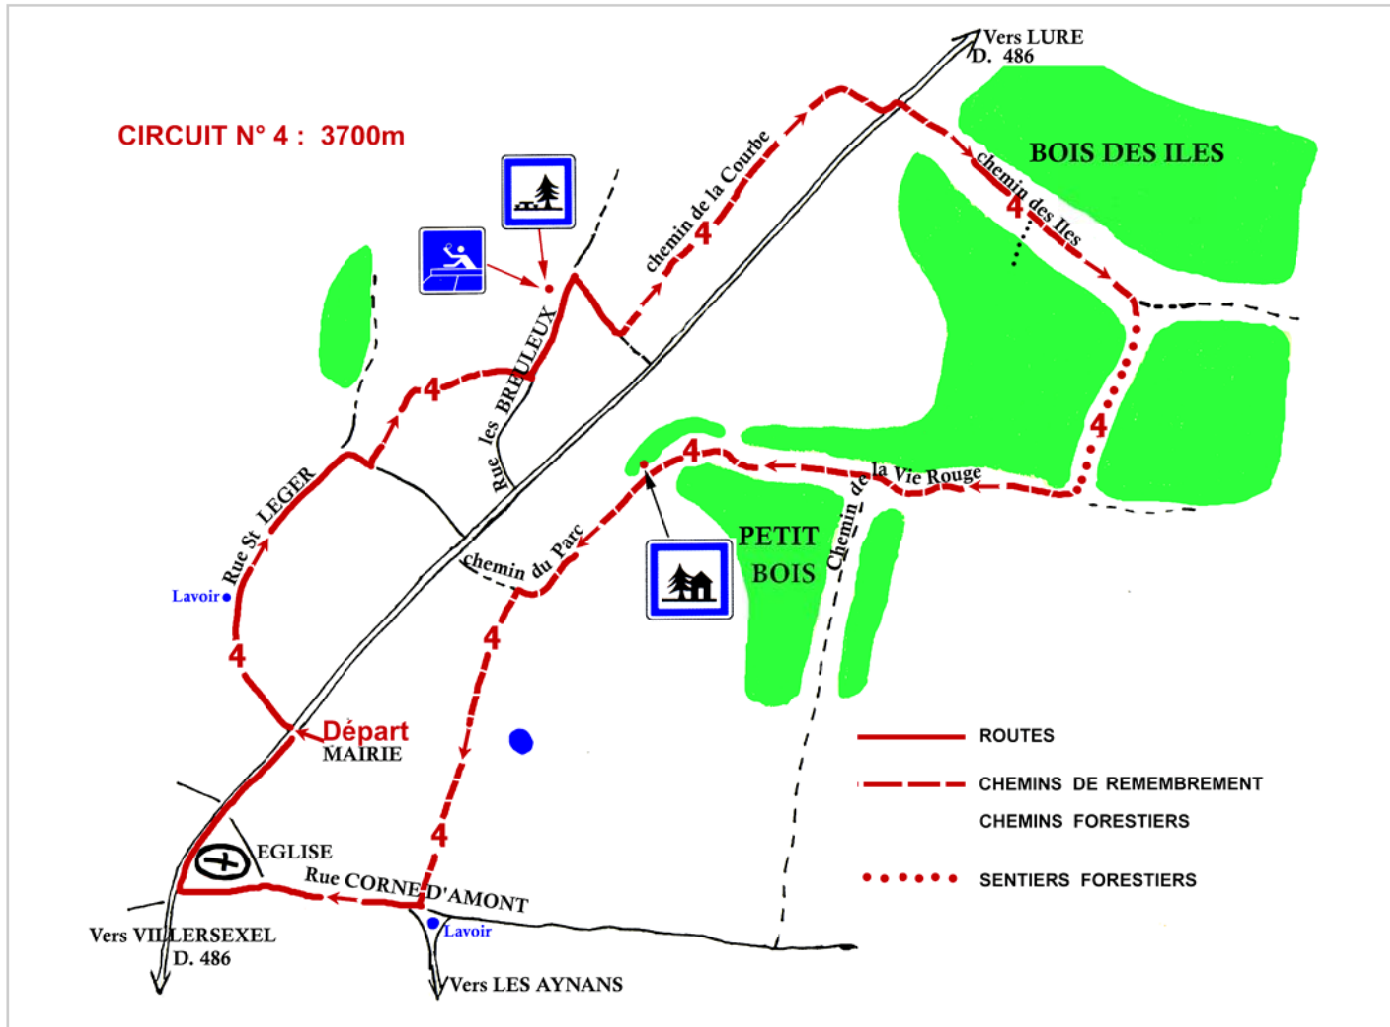 Vers LURE
D. 486
CIRCUIT N° 4 : 3700m
BOIS DES ILES
chemin de la Courbe
4
chemin des Iles
4
Rue les BREULEUX
4
4
4
Rue St LEGER
chemin de la Vie Rouge
chemin du Parc
PETIT
BOIS
Lavoir
4
4
Départ
MAIRIE
ROUTES
CHEMINS DE REMEMBREMENT
CHEMINS FORESTIERS
SENTIERS FORESTIERS
4
EGLISE
Rue CORNE D'AMONT
Lavoir
Vers VILLERSEXEL
D. 486
Vers LES AYNANS